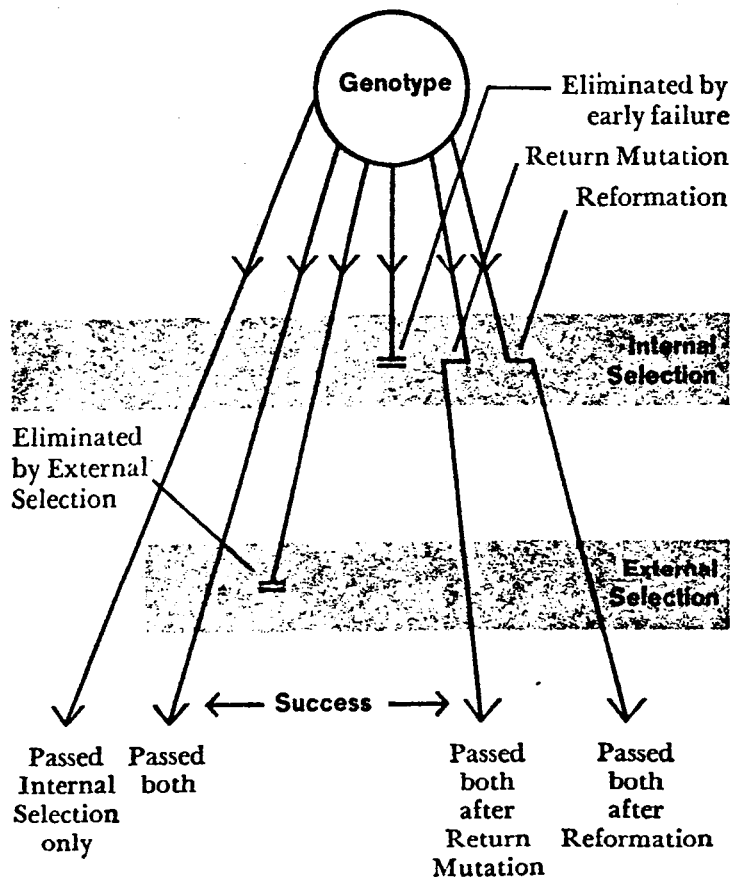 Genotype
Eliminated by
early failure
Return Mutation
Reformation
Internal
Selection
Eliminated
by External
Selection
External
Selection
Success
Passed
Internal
Selection
only
Passed
both
Passed
both
after
Return
Mutation
Passed
both
after
Reformation